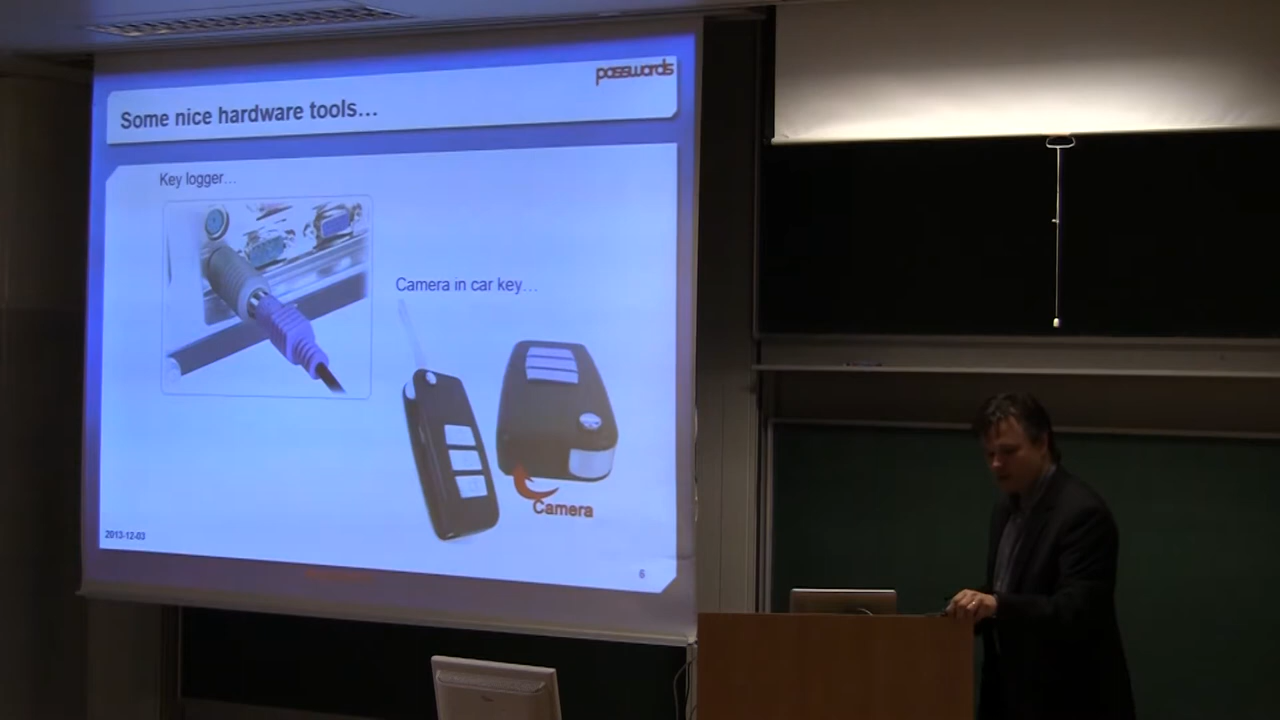 passwords
Some nice hardware tools...
Key logger...
Camera in car key...
Camera
2013-12-03
6